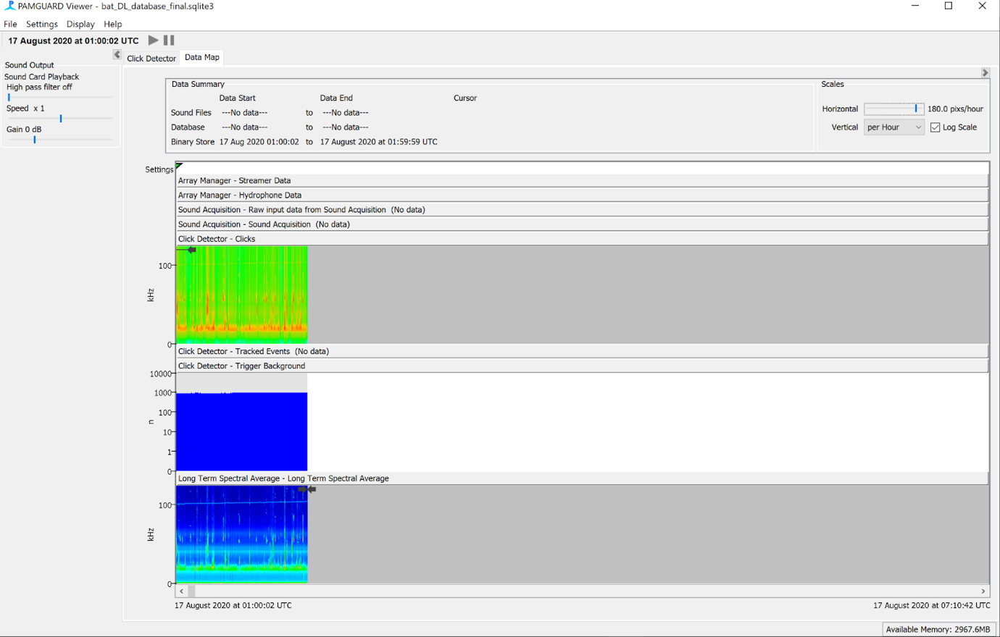 PAMGUARD Viewer - bat_DL_database_final.sqlite3
File Settings Display Help
17 August 2020 at 01:00:02 UTC
Click Detector Data Map
Sound Output
Sound Card Playback
High pass filter off
Speed x 1
Gain 0 dB
Data Summary
Data Start Data End Cursor
Sound Files ---No data--- to ---No data---
Database ---No data--- to ---No data---
Binary Store 17 Aug 2020 01:00:02 to 17 August 2020 at 01:59:59 UTC
Scales
Horizontal 180.0 pixs/hour
Vertical per Hour Log Scale
Settings
Array Manager - Streamer Data
Array Manager - Hydrophone Data
Sound Acquisition - Raw input data from Sound Acquisition (No data)
Sound Acquisition - Sound Acquisition (No data)
Click Detector - Clicks
100
kHz
0
Click Detector - Tracked Events (No data)
Click Detector - Trigger Background
10000
1000
100
n
10
1
0
Long Term Spectral Average - Long Term Spectral Average
100
kHz
0
17 August 2020 at 01:00:02 UTC 17 August 2020 at 07:10:42 UTC
Available Memory: 2967.6MB